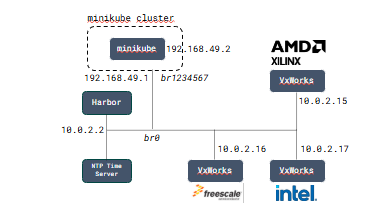 minikube cluster
minikube
192.168.49.2
192.168.49.1
br1234567
AMD
XILINX
VxWorks
Harbor
10.0.2.15
10.0.2.2
br0
10.0.2.16
10.0.2.17
NTP Time
Server
VxWorks
VxWorks
freescale
intel.